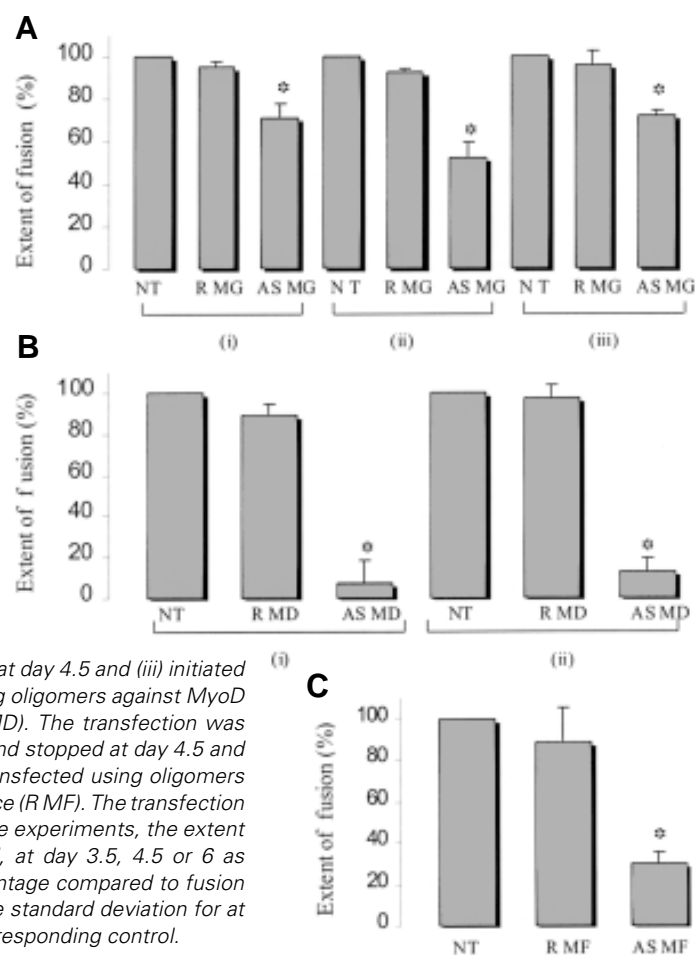 A
Extent of fusion (%)
100
80
60
40
20
0
*
*
*
NT R MG AS MG N T R MG AS MG N T R MG AS MG
(i) (ii) (iii)
B
Extent of f usion (%)
100
80
60
40
20
0
*
*
NT R MD AS MD NT R MD AS MD
(i) (ii)
at day 4.5 and (iii) initiated
g oligomers against MyoD
MD). The transfection was
nd stopped at day 4.5 and
ansfected using oligomers
ce (R MF). The transfection
e experiments, the extent
, at day 3.5, 4.5 or 6 as
ntage compared to fusion
e standard deviation for at
rresponding control.
C
Extent of fusion (%)
100
80
60
40
20
0
*
NT R MF AS MF